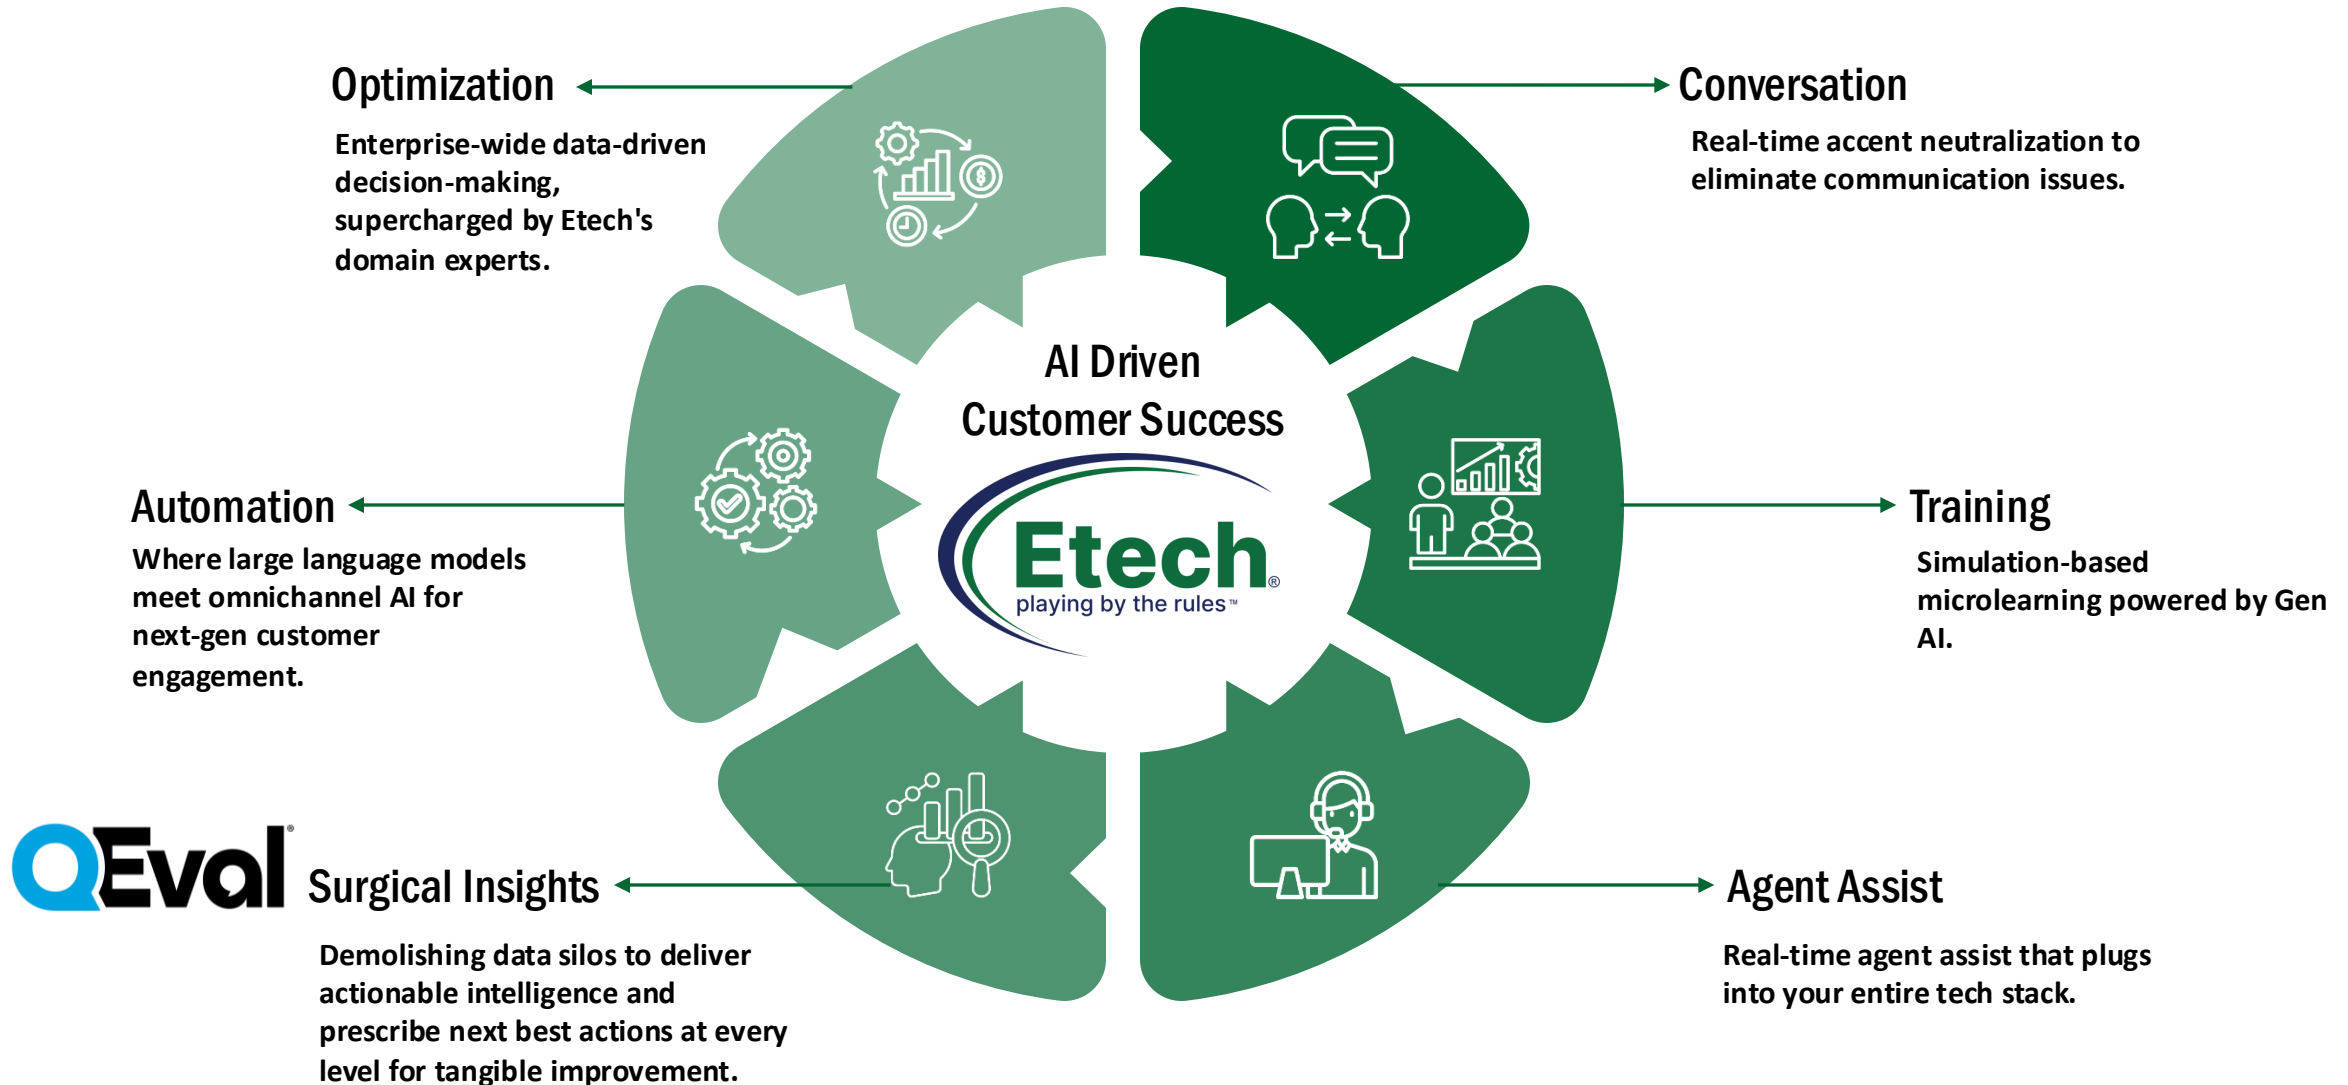 Optimization
Enterprise-wide data-driven
decision-making,
supercharged by Etech's
domain experts.
Conversation
Real-time accent neutralization to
eliminate communication issues.
AI Driven
Customer Success
Etech®
playing by the rules™
Automation
Where large language models
meet omnichannel AI for
next-gen customer
engagement.
Training
Simulation-based
microlearning powered by Gen
AI.
QEval®
Surgical Insights
Demolishing data silos to deliver
actionable intelligence and
prescribe next best actions at every
level for tangible improvement.
Agent Assist
Real-time agent assist that plugs
into your entire tech stack.